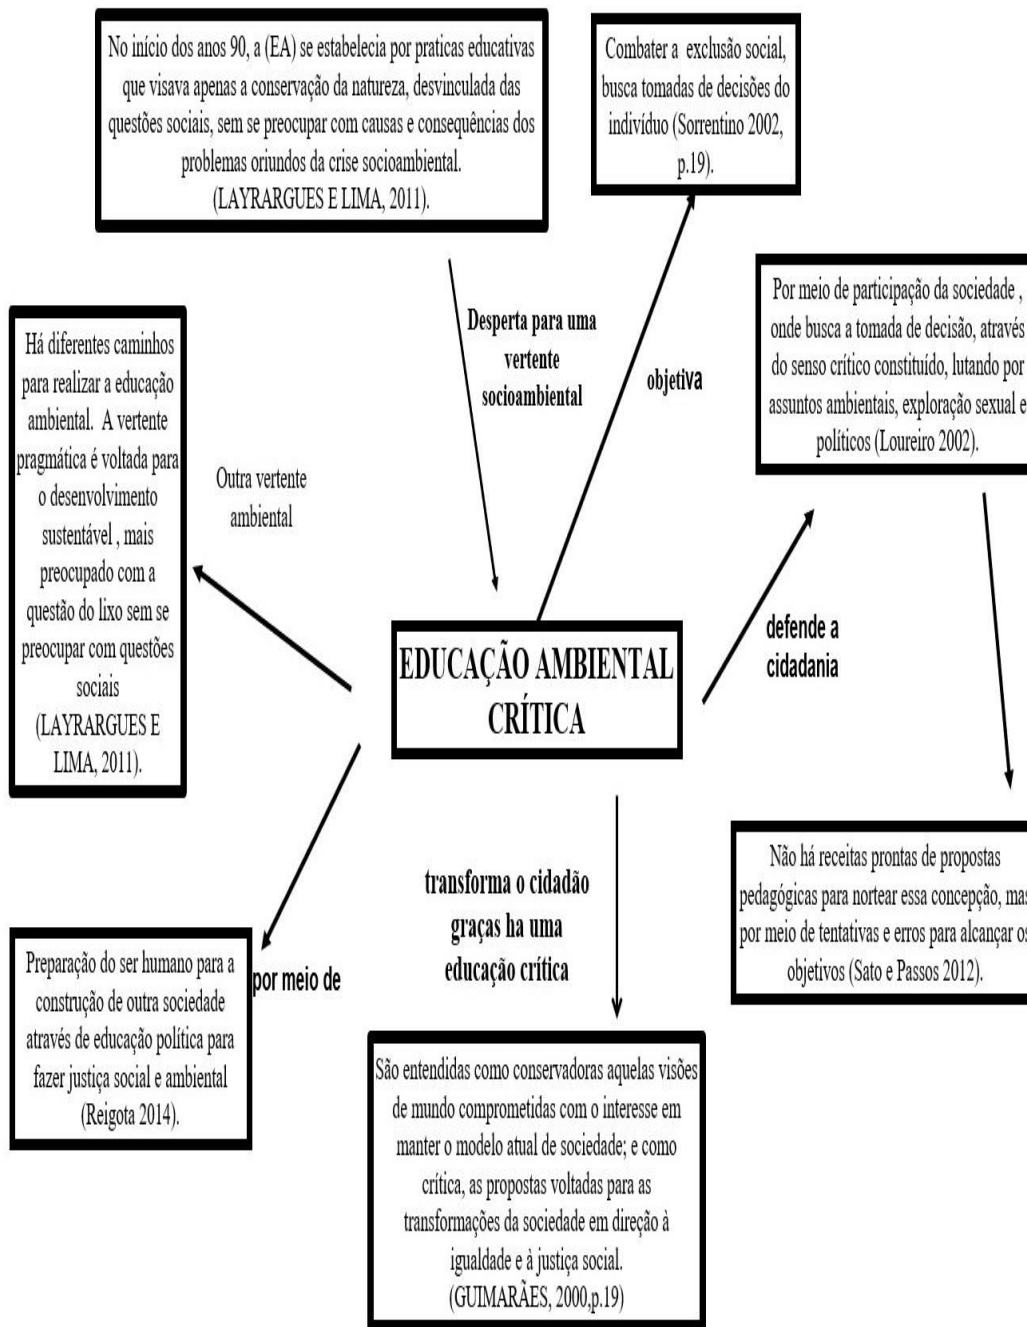 No início dos anos 90, a (EA) se estabelecia por praticas educativas
que visava apenas a conservação da natureza, desvinculada das
questões sociais, sem se preocupar com causas e consequências dos
problemas oriundos da crise socioambiental.
(LAYRARGUES E LIMA, 2011).
Combater a exclusão social,
busca tomadas de decisões do
indivíduo (Sorrentino 2002,
p.19).
Desperta para uma
vertente
socioambiental
objetiva
Por meio de participação da sociedade ,
onde busca a tomada de decisão, através
do senso crítico constituído, lutando por
assuntos ambientais, exploração sexual e
políticos (Loureiro 2002).
Há diferentes caminhos
para realizar a educação
ambiental. A vertente
pragmática é voltada para
o desenvolvimento
sustentável , mais
preocupado com a
questão do lixo sem se
preocupar com questões
sociais
(LAYRARGUES E
LIMA, 2011).
Outra vertente
ambiental
EDUCAÇÃO AMBIENTAL
CRÍTICA
defende a
cidadania
transforma o cidadão
graças ha uma
educação crítica
Não há receitas prontas de propostas
pedagógicas para nortear essa concepção, mas
por meio de tentativas e erros para alcançar os
objetivos (Sato e Passos 2012).
Preparação do ser humano para a
construção de outra sociedade
através de educação política para
fazer justiça social e ambiental
(Reigota 2014).
por meio de
São entendidas como conservadoras aquelas visões
de mundo comprometidas com o interesse em
manter o modelo atual de sociedade; e como
crítica, as propostas voltadas para as
transformações da sociedade em direção à
igualdade e à justiça social.
(GUIMARÃES, 2000,p.19)